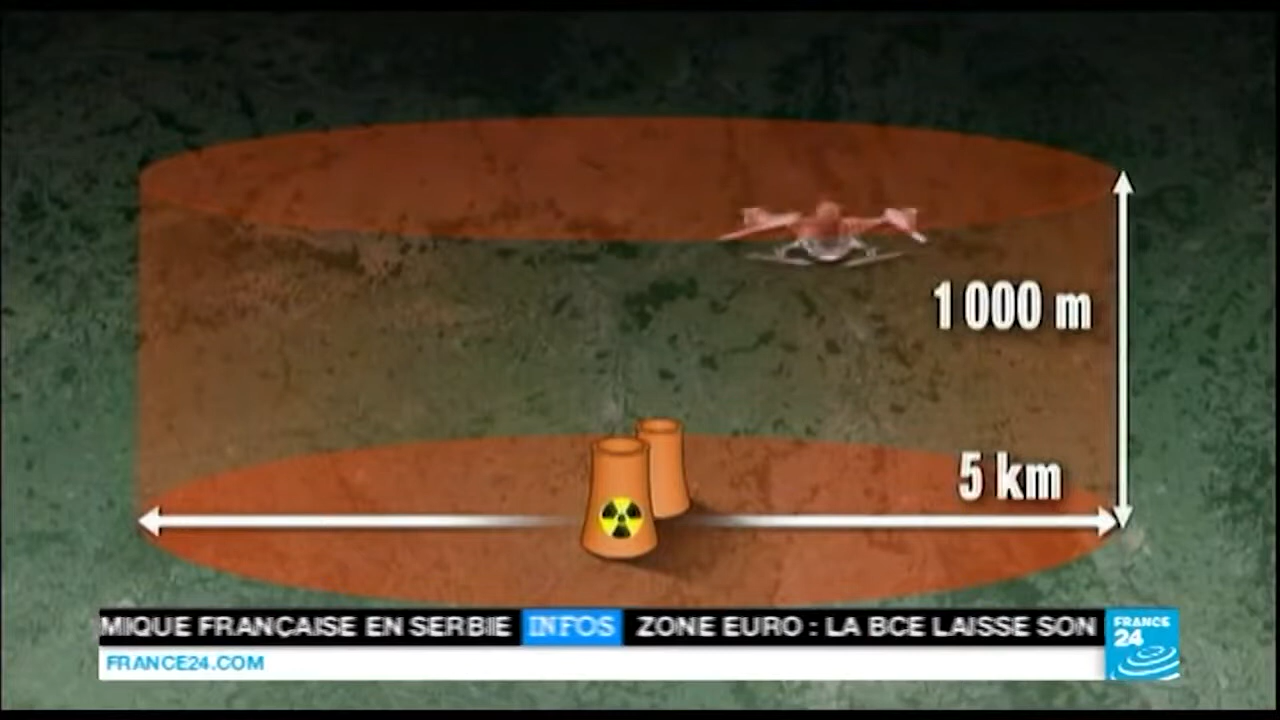 1 000 m
5 km
MIQUE FRANÇAISE EN SERBIE INFOS ZONE EURO : LA BCE LAISSE SON
FRANCE24.COM
FRANCE
24